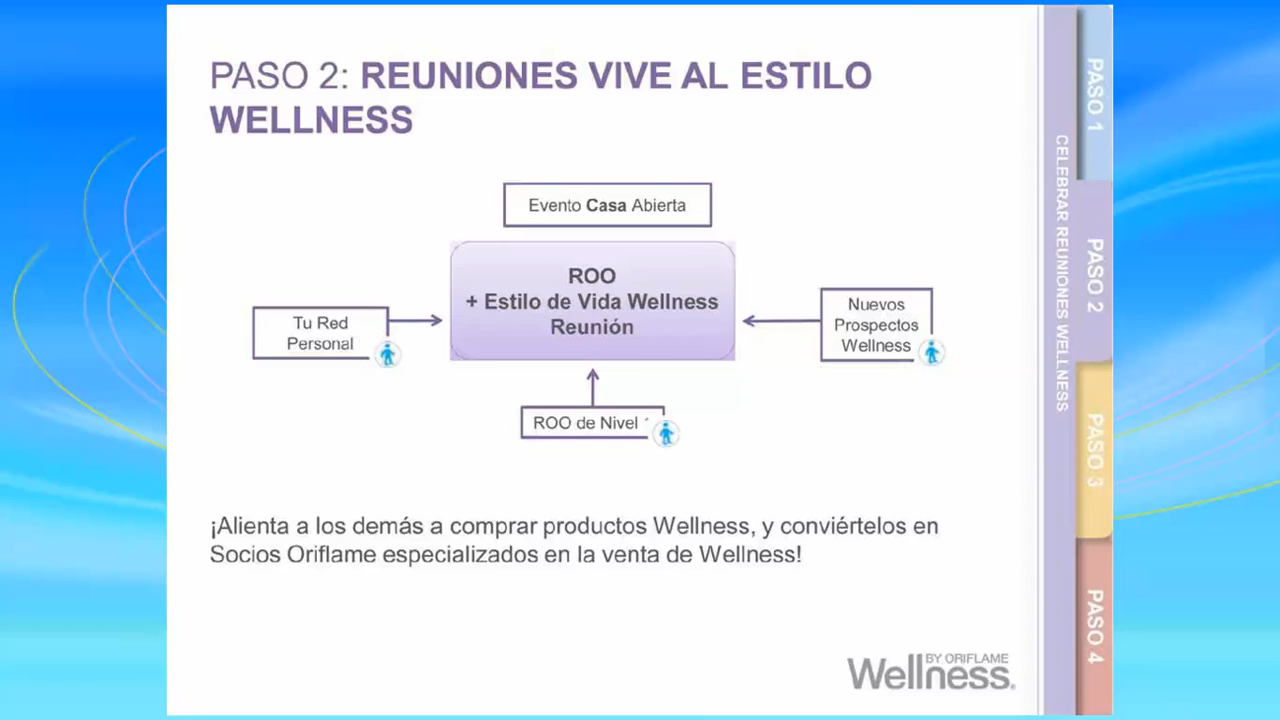 PASO 2: REUNIONES VIVE AL ESTILO
WELLNESS
Evento Casa Abierta
ROO
+ Estilo de Vida Wellness
Reunión
Tu Red
Personal
Nuevos
Prospectos
Wellness
ROO de Nivel
¡Alienta a los demás a comprar productos Wellness, y conviértelos en
Socios Oriflame especializados en la venta de Wellness!
BY ORIFLAME
Wellness®
CELEBRAR REUNIONES WELLNESS
PASO 1
PASO 2
PASO 3
PASO 4